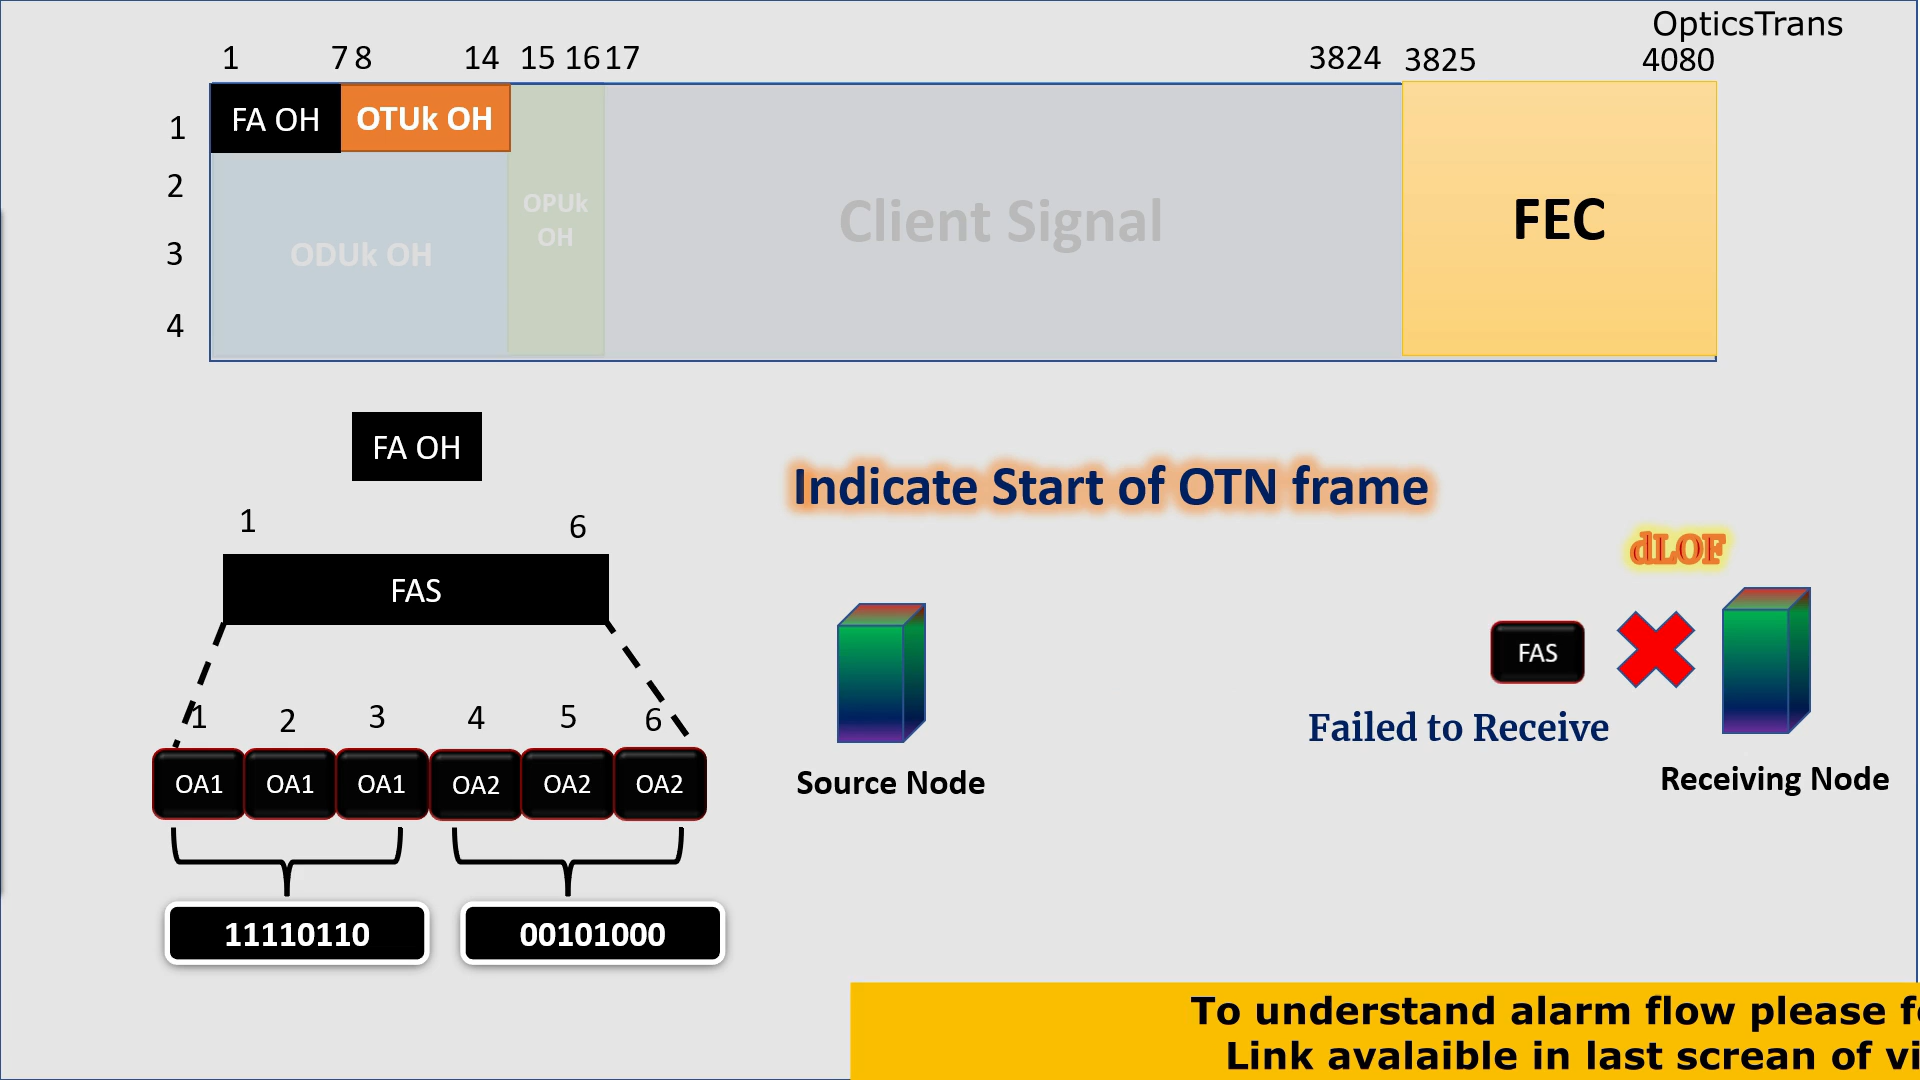 OpticsTrans
1 7 8 14 15 16 17 3824 3825 4080
1 FA OH OTUk OH
2
OPUk
OH
Client Signal
FEC
3 ODUk OH
4
FA OH
Indicate Start of OTN frame
1 6
dLOF
FAS
FAS
Failed to Receive
1 2 3 4 5 6
OA1 OA1 OA1 OA2 OA2 OA2
Source Node
Receiving Node
11110110 00101000
To understand alarm flow please
Link avalaible in last screan of